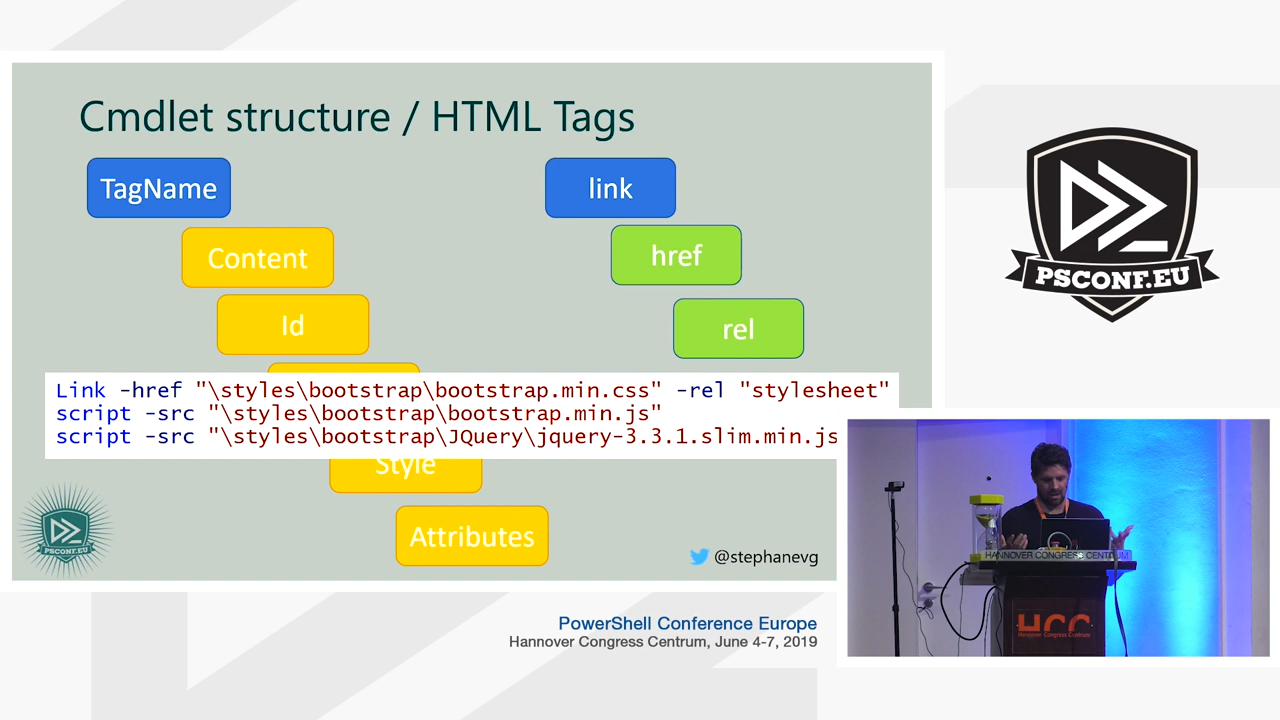 Cmdlet structure / HTML Tags
TagName
link
Content
href
Id
rel
Link -href "\styles\bootstrap\bootstrap.min.css" -rel "stylesheet"
script -src "\styles\bootstrap\bootstrap.min.js"
script -src "\styles\bootstrap\JQuery\jquery-3.3.1.slim.min.js
Style
Attributes
PSCONF.EU
@stephanevg
PSCONF.EU
HANNOVER CONGRESS CENTRUM
HCC
Hannover Congress Centrum
PowerShell Conference Europe
Hannover Congress Centrum, June 4-7, 2019